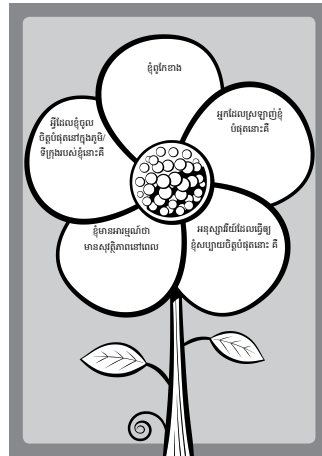 ខ្ញុំពូកែខាង
អ្នកដែលស្រឡាញ់ខ្ញុំ
បំផុតនោះគឺ
អ្វីដែលខ្ញុំចូល
ចិត្តបំផុតនៅក្នុងភូមិ/
ទីក្រុងរបស់ខ្ញុំនោះគឺ
ខ្ញុំមានអារម្មណ៍ថា
មានសុវត្ថិភាពនៅពេល
អនុស្សាវរីយ៍ដែលធ្វើឲ្យ
ខ្ញុំសប្បាយចិត្តបំផុតនោះ គឺ